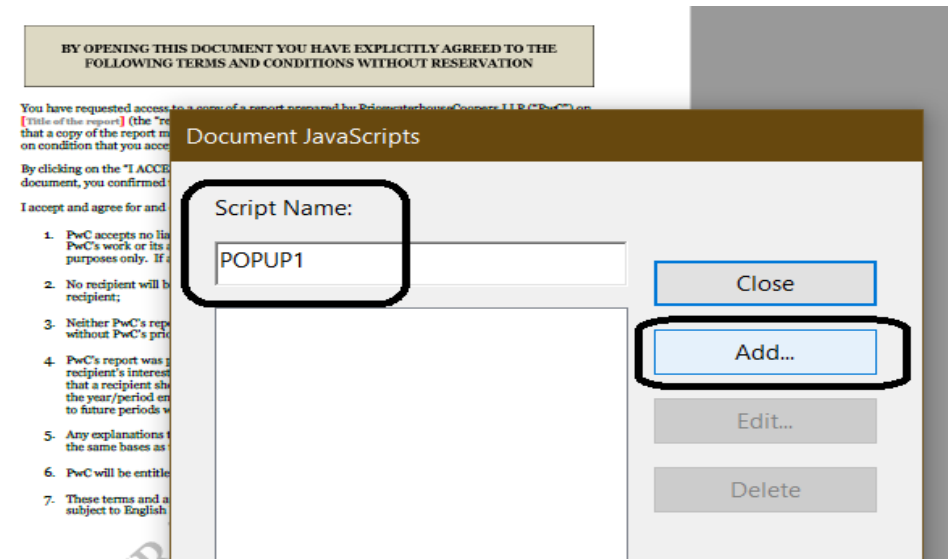 BY OPENING THIS DOCUMENT YOU HAVE EXPLICITLY AGREED TO THE
FOLLOWING TERMS AND CONDITIONS WITHOUT RESERVATION
You have requested access to a copy of a report prepared by PricewaterhouseCoopers LLP ("PwC") on
[Title of the report] (the "re
that a copy of the report m
on condition that you acce
By clicking on the "I ACCE
document, you confirmed
I accept and agree for and
1. PwC accepts no lia
PwC's work or its
purposes only. If
2. No recipient will b
recipient;
3. Neither PwC's rep
without PwC's
4. PwC's report was
recipient's interest
that a recipient
the year/period
to future periods
5. Any explanations
the same bases as
6. PwC will be entitle
7. These terms and a
subject to English
Document JavaScripts
Script Name:
POPUP1
Close
Add...
Edit...
Delete